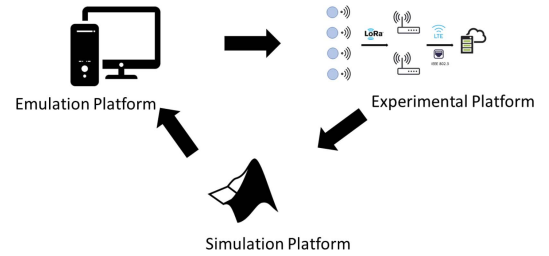 LoRa
LTE
IEEE 802.3
Emulation Platform
Experimental Platform
Simulation Platform